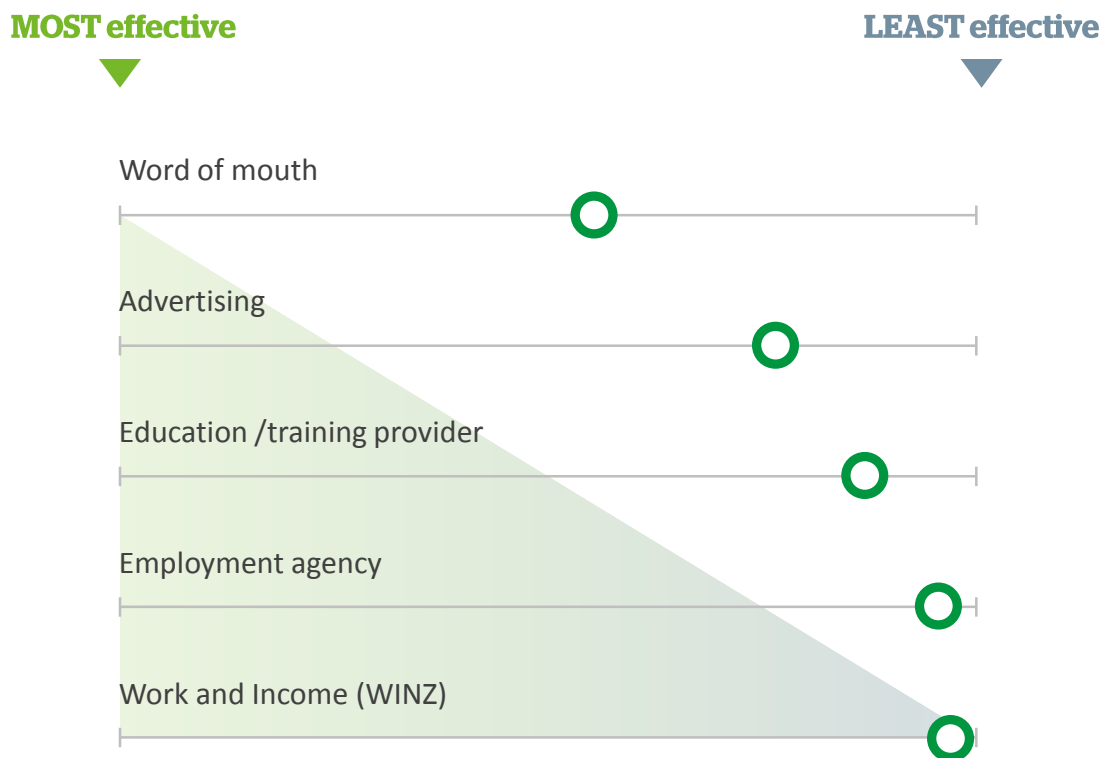 MOST effective
LEAST effective
Word of mouth
Advertising
Education /training provider
Employment agency
Work and Income (WINZ)